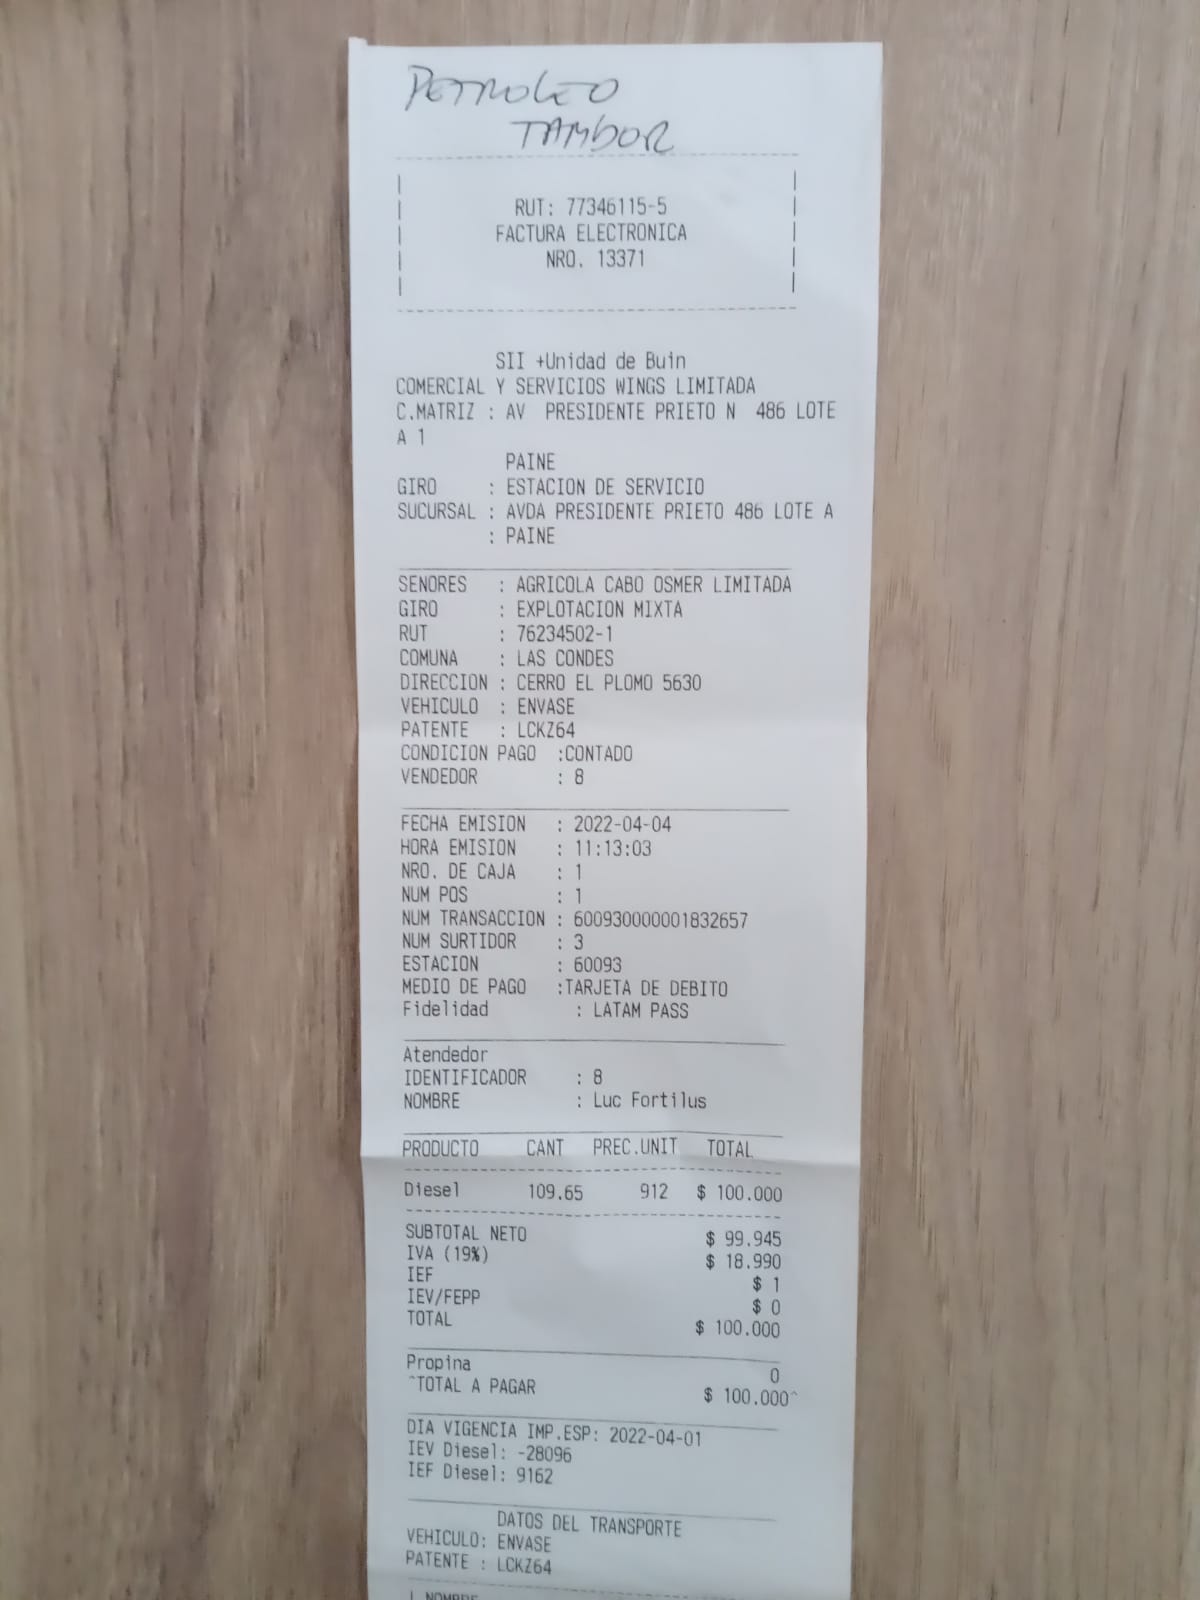 PETROLEO
TAMBOR
RUT: 77346115-5
FACTURA ELECTRONICA
NRO. 13371
SII +Unidad de Buin
COMERCIAL Y SERVICIOS WINGS LIMITADA
C.MATRIZ : AV PRESIDENTE PRIETO N 486 LOTE
A 1
PAINE
GIRO : ESTACION DE SERVICIO
SUCURSAL : AVDA PRESIDENTE PRIETO 486 LOTE A
: PAINE
SENORES : AGRICOLA CABO OSMER LIMITADA
GIRO : EXPLOTACION MIXTA
RUT : 76234502-1
COMUNA : LAS CONDES
DIRECCION : CERRO EL PLOMO 5630
VEHICULO : ENVASE
PATENTE : LCKZ64
CONDICION PAGO :CONTADO
VENDEDOR : 8
FECHA EMISION : 2022-04-04
HORA EMISION : 11:13:03
NRO. DE CAJA : 1
NUM POS : 1
NUM TRANSACCION : 600930000001832657
NUM SURTIDOR : 3
ESTACION : 60093
MEDIO DE PAGO :TARJETA DE DEBITO
Fidelidad : LATAM PASS
Atendedor
IDENTIFICADOR : 8
NOMBRE : Luc Fortilus
PRODUCTO CANT PREC.UNIT TOTAL
Diesel 109.65 912 $ 100.000
SUBTOTAL NETO $ 99.945
IVA (19%) $ 18.990
IEF $ 1
IEV/FEPP $ 0
TOTAL $ 100.000
Propina 0
^TOTAL A PAGAR $ 100.000^
DIA VIGENCIA IMP.ESP: 2022-04-01
IEV Diesel: -28096
IEF Diesel: 9162
DATOS DEL TRANSPORTE
VEHICULO: ENVASE
PATENTE : LCKZ64